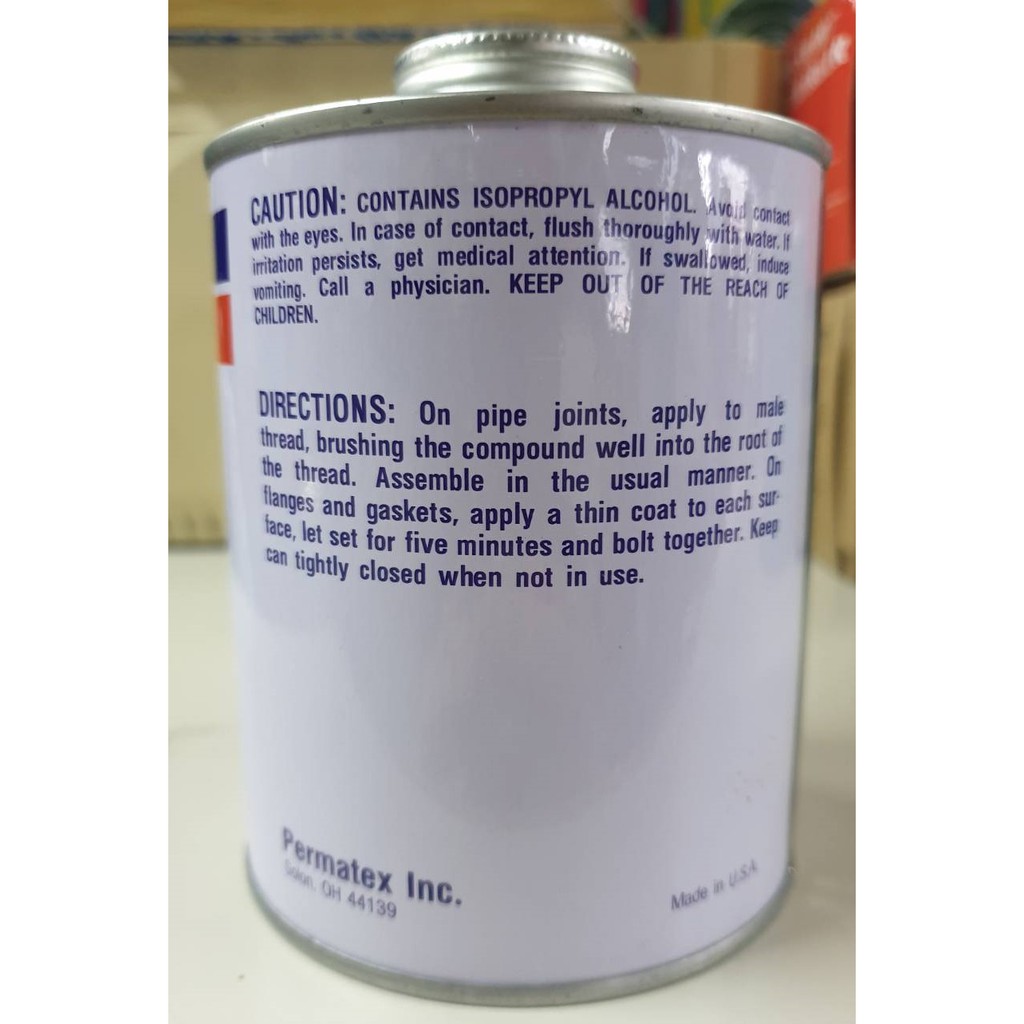 CAUTION: CONTAINS ISOPROPYL ALCOHOL. Avoid contact
with the eyes. In case of contact, flush thoroughly with water. If
irritation persists, get medical attention. If swallowed, induce
vomiting. Call a physician. KEEP OUT OF THE REACH OF
CHILDREN.
DIRECTIONS: On pipe joints, apply to male
thread, brushing the compound well into the root of
the thread. Assemble in the usual manner. On
flanges and gaskets, apply a thin coat to each sur-
face, let set for five minutes and bolt together. Keep
can tightly closed when not in use.
Permatex Inc.
Solon, OH 44139
Made in U.S.A.